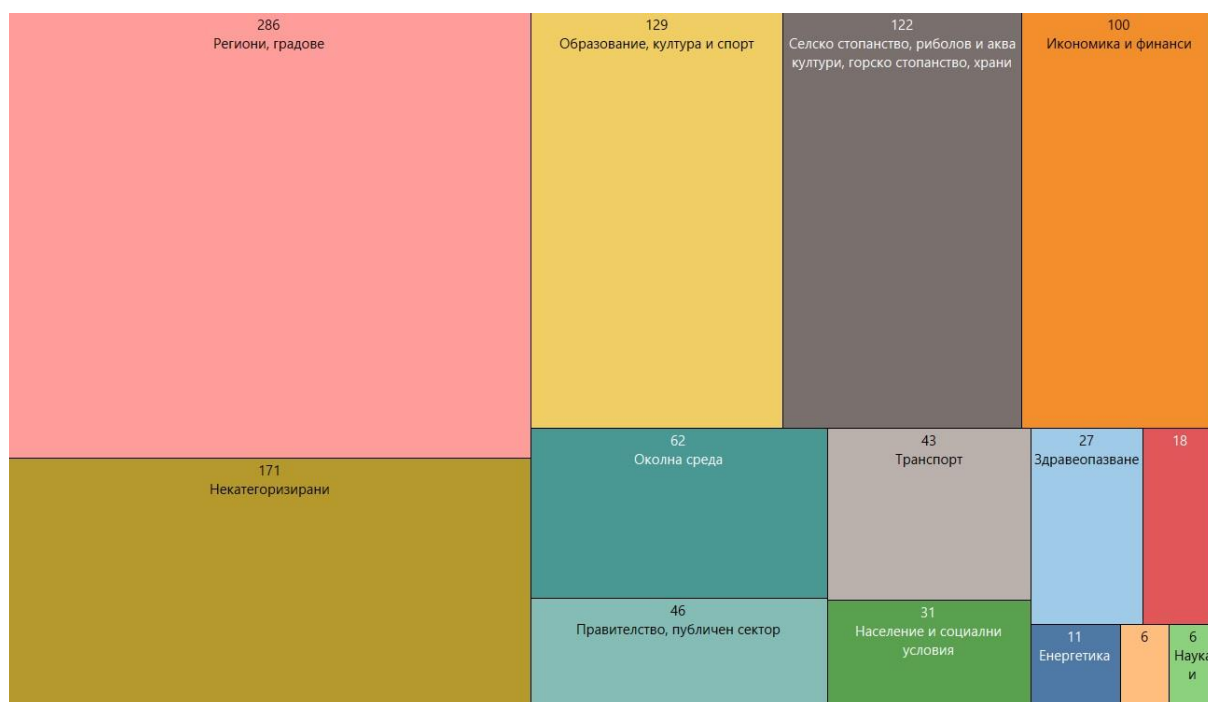 286
Региони, градове
129
Образование, култура и спорт
122
Селско стопанство, риболов и аква
култури, горско стопанство, храни
100
Икономика и финанси
171
Некатегоризирани
62
Околна среда
43
Транспорт
27
Здравеопазване
18
46
Правителство, публичен сектор
31
Население и социални
условия
11
Енергетика
6
6
Наука
и